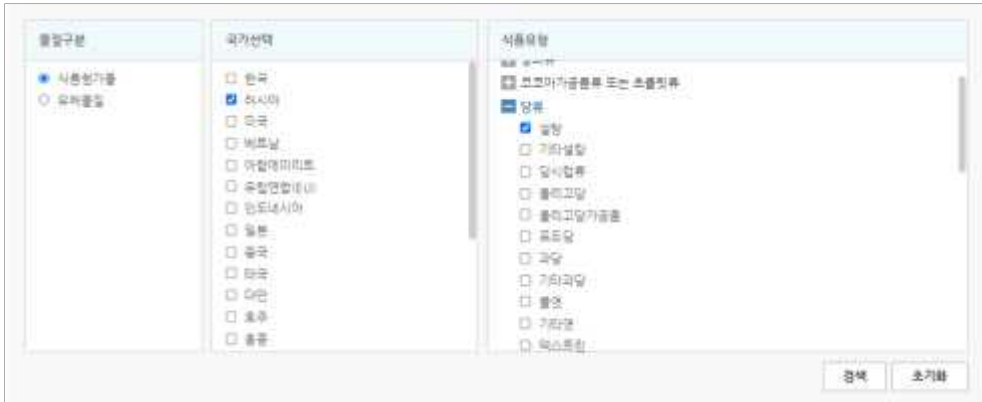 물질구분
식품첨가물
유해물질
국가선택
한국
러시아
미국
베트남
아랍에미리트
유럽연합(EU)
인도네시아
일본
중국
태국
대만
호주
홍콩
식품유형
코코아가공품류 또는 초콜릿류
당류
설탕
기타설탕
당시럽류
올리고당
올리고당가공품
포도당
과당
기타과당
물엿
기타엿
덱스트린
검색
초기화